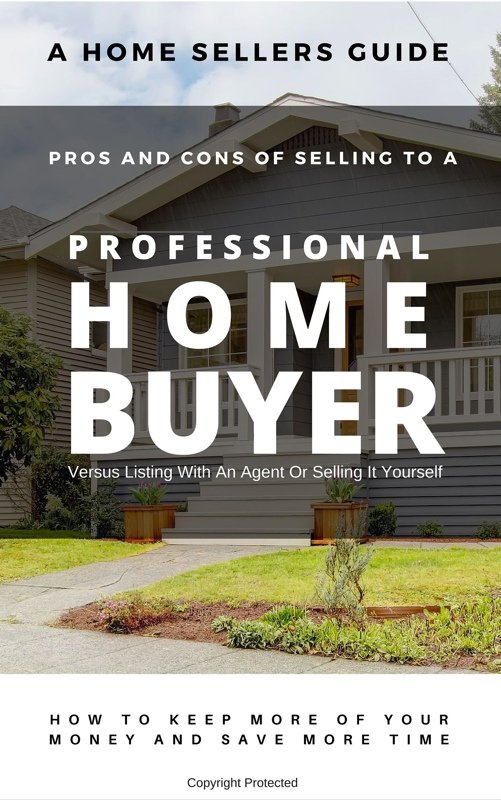 A HOME SELLERS GUIDE
PROS AND CONS OF SELLING TO A
PROFESSIONAL
HOME
BUYER
Versus Listing With An Agent Or Selling It Yourself
HOW TO KEEP MORE OF YOUR
MONEY AND SAVE MORE TIME
Copyright Protected